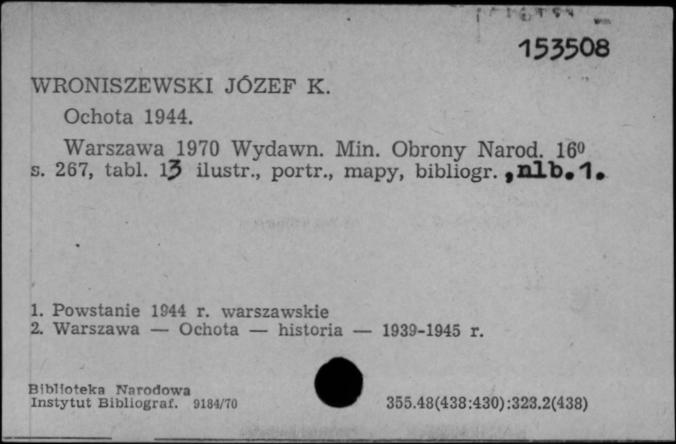 153508
WRONISZEWSKI JÓZEF K.
Ochota 1944.
Warszawa 1970 Wydawn. Min. Obrony Narod. 16⁰
s. 267, tabl. 13 ilustr., portr., mapy, bibliogr. , nlb. 1.
1. Powstanie 1944 r. warszawskie
2. Warszawa — Ochota — historia — 1939-1945 r.
Biblioteka Narodowa
Instytut Bibliograf. 9184/70
355.48(438:430):323.2(438)